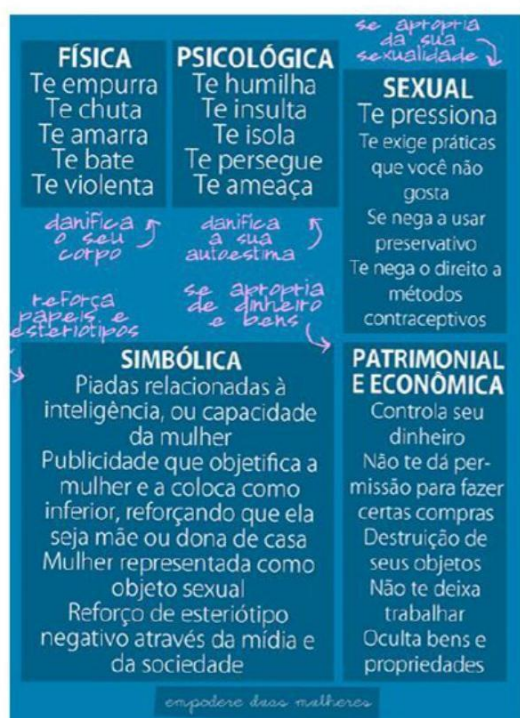 FÍSICA
Te empurra
Te chuta
Te amarra
Te bate
Te violenta
danifica
o seu
corpo
PSICOLÓGICA
Te humilha
Te insulta
Te isola
Te persegue
Te ameaça
danifica
a sua
autoestima
se apropria
da sua
sexualidade
SEXUAL
Te pressiona
Te exige práticas
que você não
gosta
Se nega a usar
preservativo
Te nega o direito a
métodos
contraceptivos
reforça
papeis e
esteriótipos
SIMBÓLICA
Piadas relacionadas à
inteligência, ou capacidade
da mulher
Publicidade que objetifica a
mulher e a coloca como
inferior, reforçando que ela
seja mãe ou dona de casa
Mulher representada como
objeto sexual
Reforço de esteriótipo
negativo através da mídia e
da sociedade
se apropria
de dinheiro
e bens
PATRIMONIAL
E ECONÔMICA
Controla seu
dinheiro
Não te dá per-
missão para fazer
certas compras
Destruição de
seus objetos
Não te deixa
trabalhar
Oculta bens e
propriedades
empodere duas mulheres